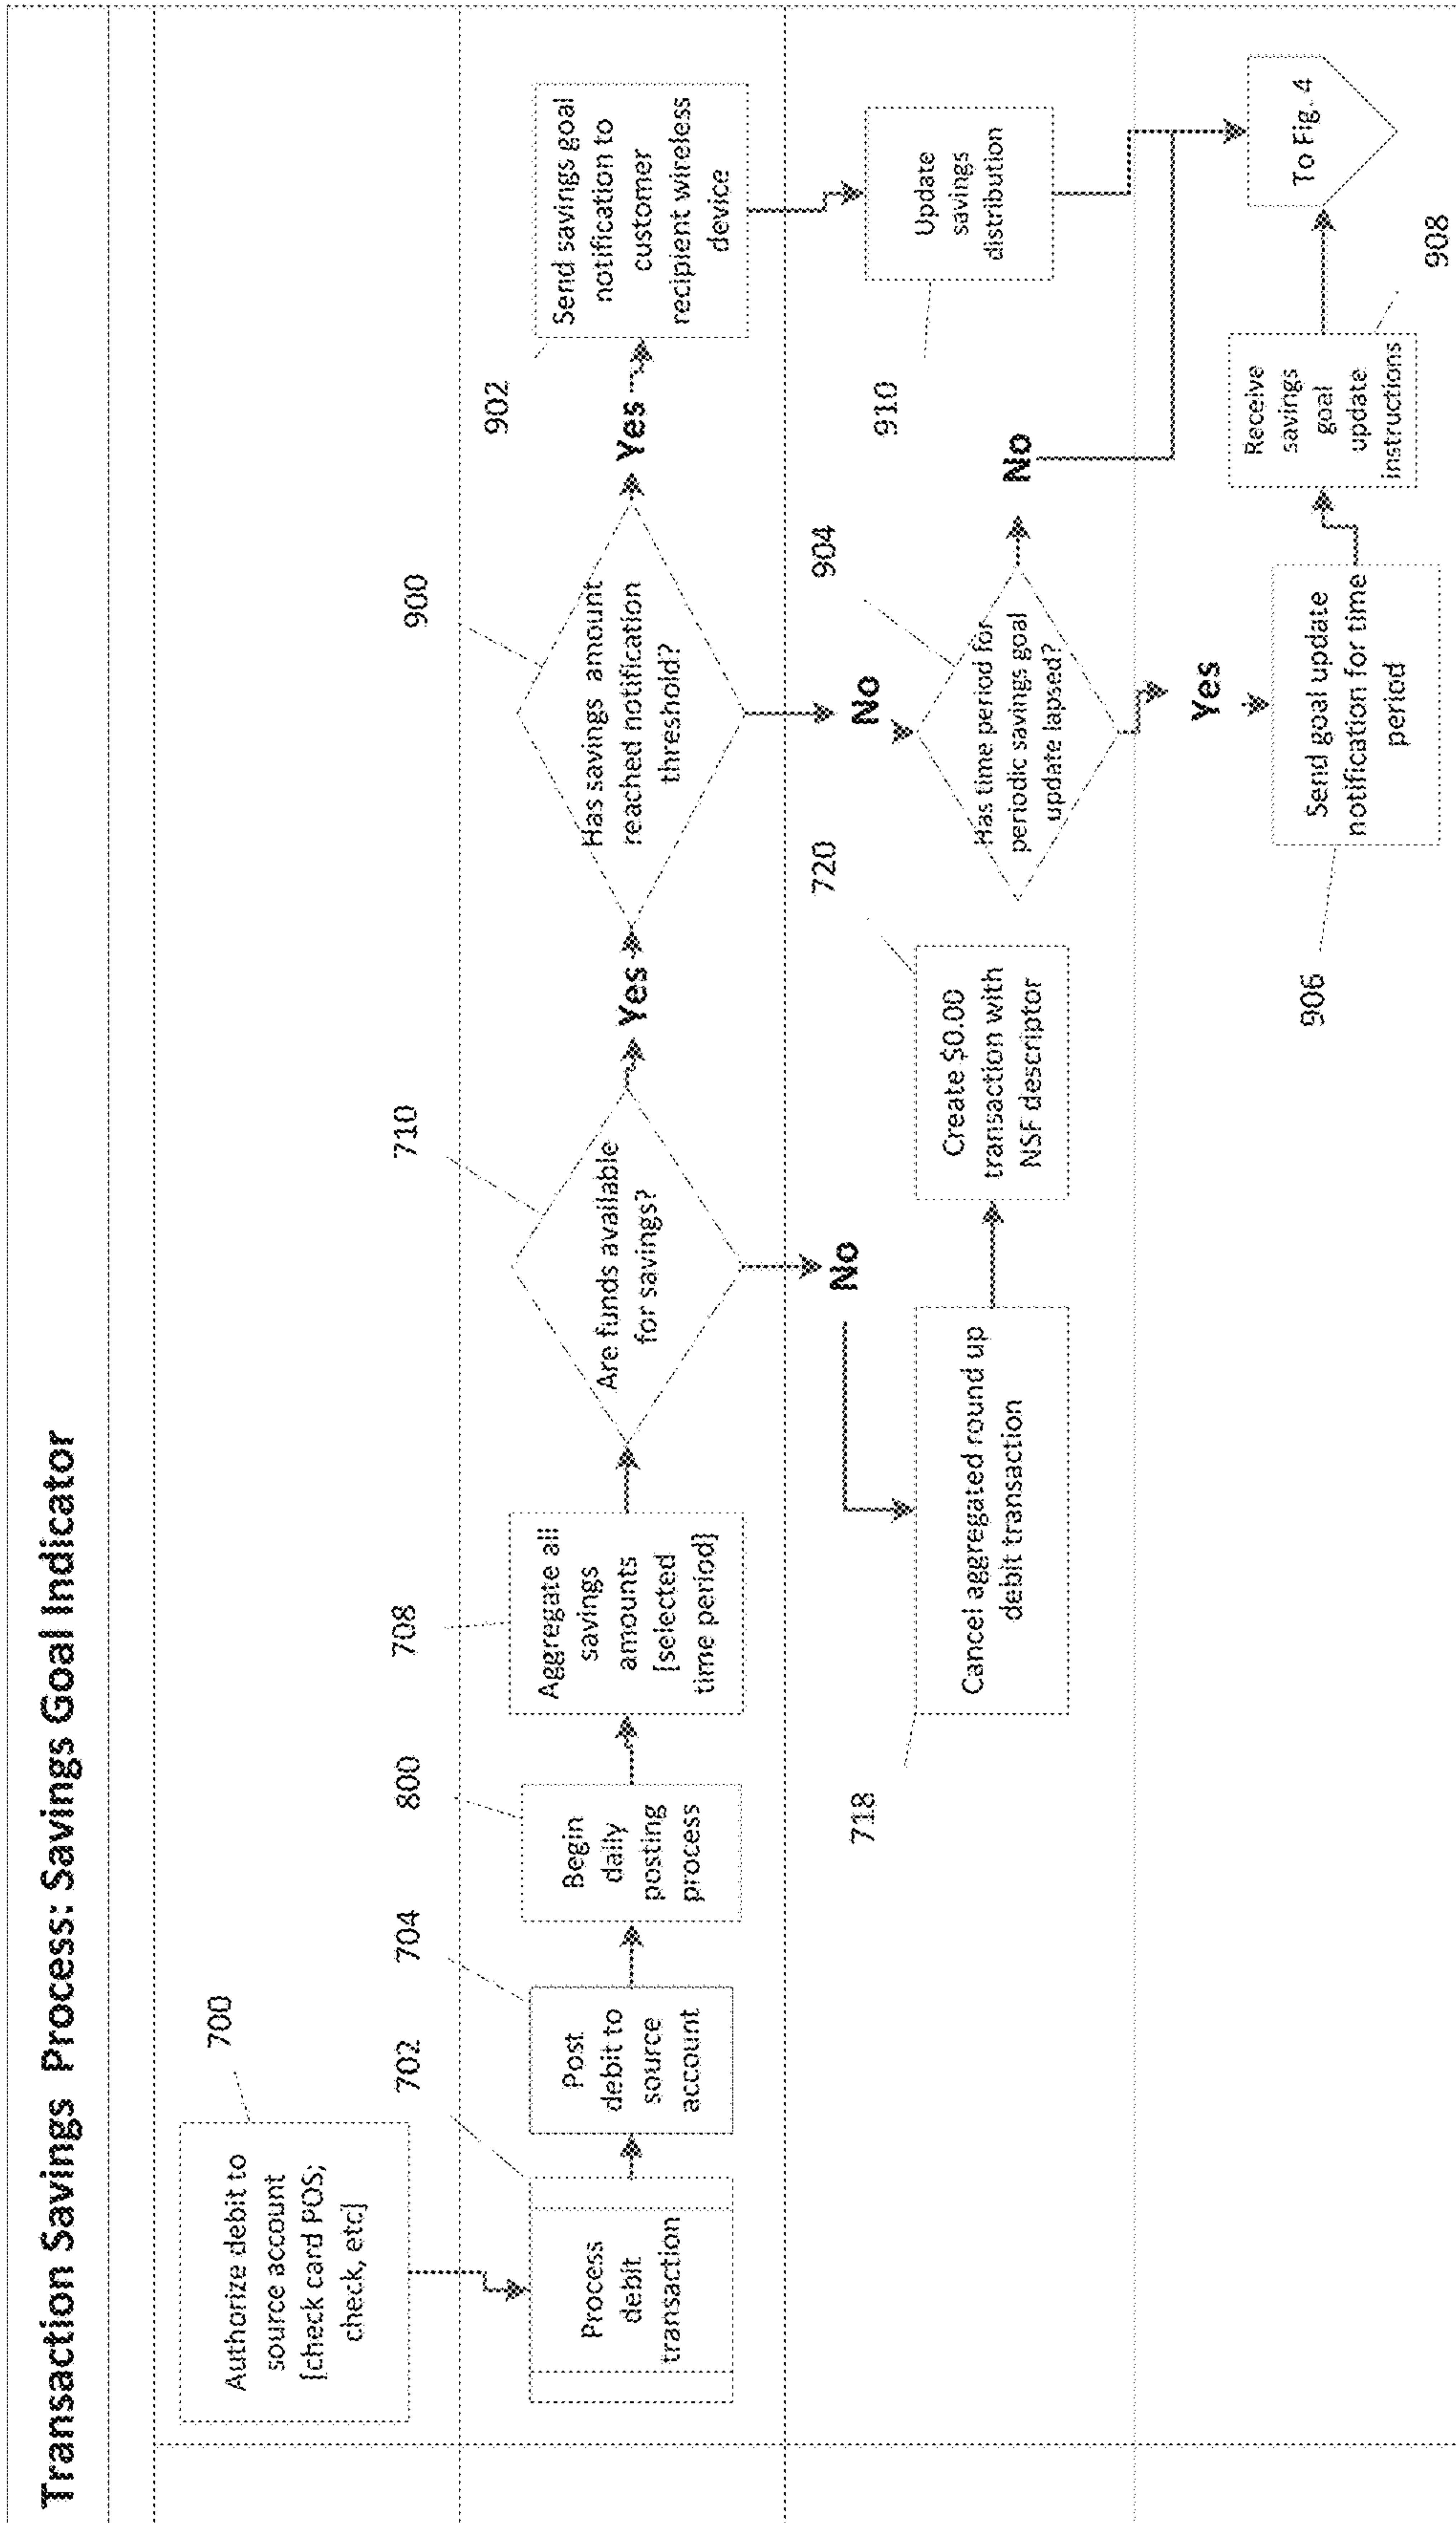 Transaction Savings Process: Savings Goal Indicator
700
Authorize debit to
source account
[check card POS;
check, etc]
702
Process
debit
transaction
704
Post
debit to
source
account
800
Begin
daily
posting
process
708
Aggregate all
savings
amounts
[selected
time period]
710
Are funds available
for savings?
Yes
No
900
Has savings amount
reached notification
threshold?
Yes
No
902
Send savings goal
notification to
customer
recipient wireless
device
718
Cancel aggregated round up
debit transaction
720
Create $0.00
transaction with
NSF descriptor
904
Has time period for
periodic savings goal
update lapsed?
No
Yes
910
Update
savings
distribution
906
Send goal update
notification for time
period
908
Receive
savings
goal
update
instructions
To Fig. 4